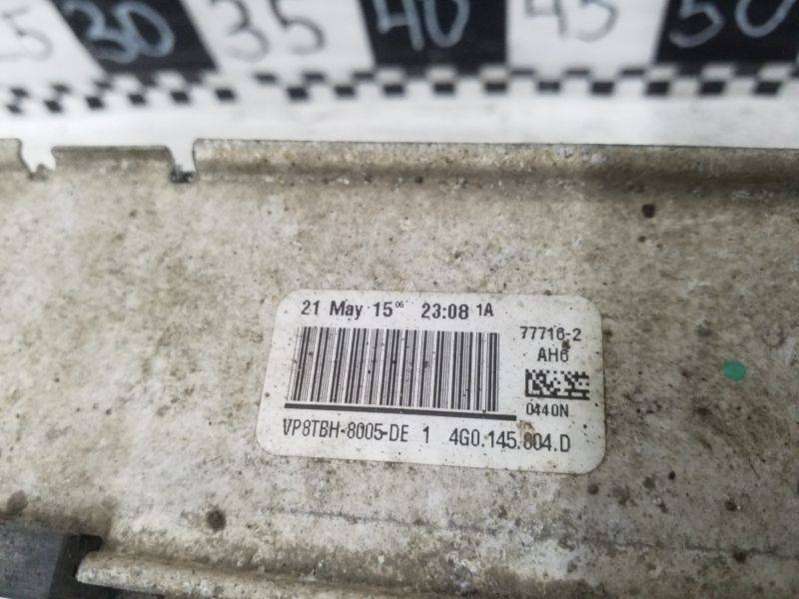 25 30 35 40 45 50
21 May 15 06 23:08 1A
77716-2
AH6
0440N
VP8TBH-8005-DE 1 4G0.145.804.D